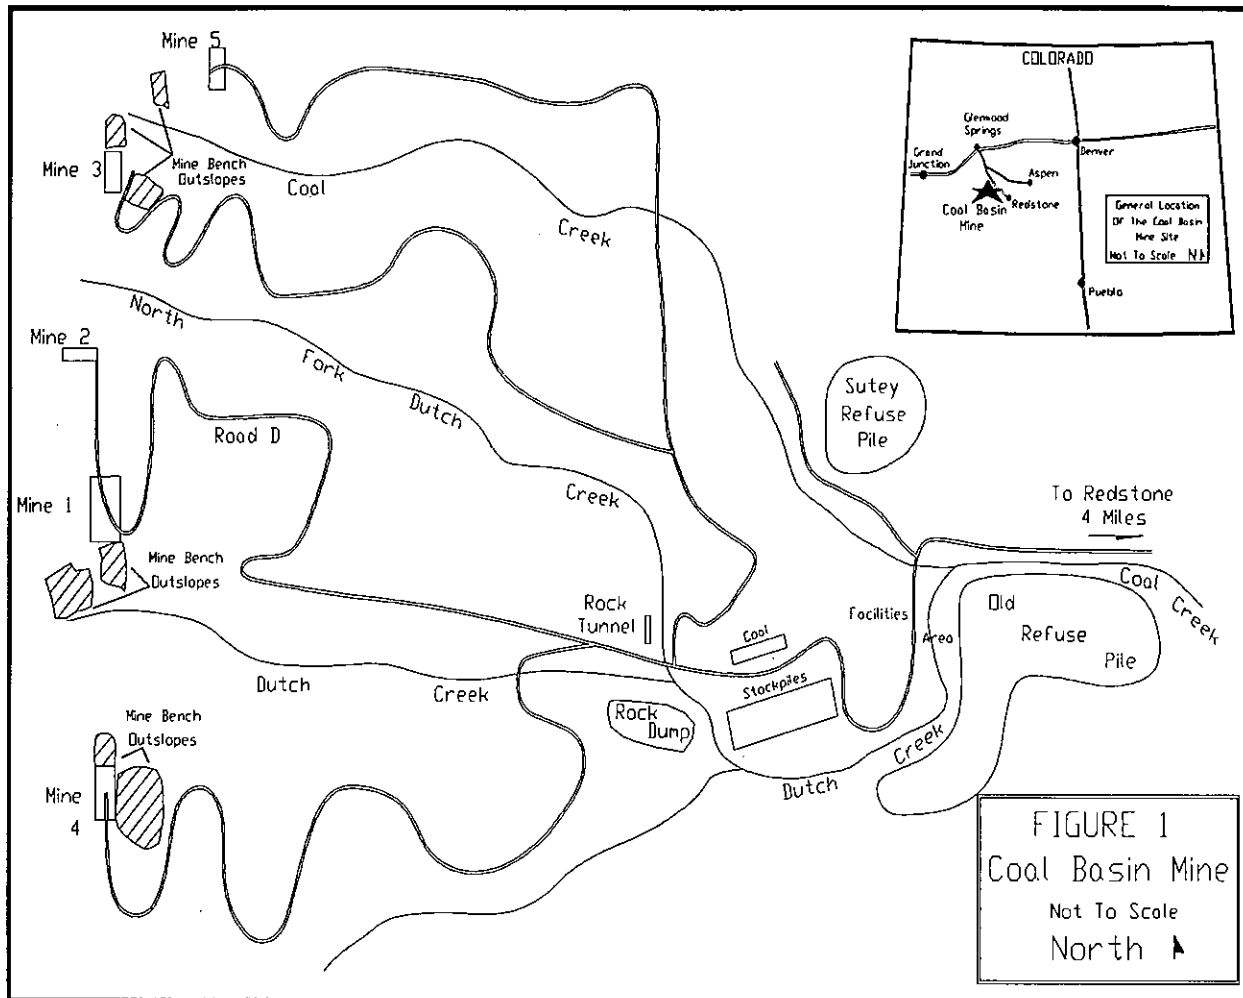 Mine 5
COLORADO
Glenwood
Springs
Denver
Grand
Junction
Aspen
Redstone
Coal Basin
Mine
General Location
Of The Coal Basin
Mine Site
Not To Scale N
Pueblo
Mine 3
Mine Bench
Outslopes
Coal
Creek
North
Fork
Dutch
Creek
Mine 2
Road D
Sutey
Refuse
Pile
Mine 1
Mine Bench
Outslopes
To Redstone
4 Miles
Coal Creek
Rock
Tunnel
Coal
Stockpiles
Facilities
Area
Old
Refuse
Pile
Dutch
Creek
Rock
Dump
Creek
Dutch
Mine Bench
Outslopes
Mine
4
FIGURE 1
Coal Basin Mine
Not To Scale
North